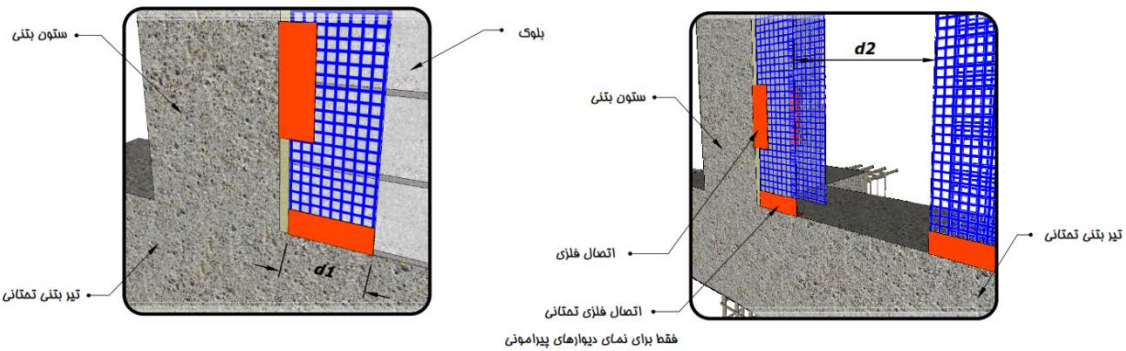 ستون بتنی
بلوک
d1
تیر بتنی تحتانی
d2
ستون بتنی
تیر بتنی تحتانی
اتصال فلزی
اتصال فلزی تحتانی
فقط برای نمای دیوارهای پیرامونی